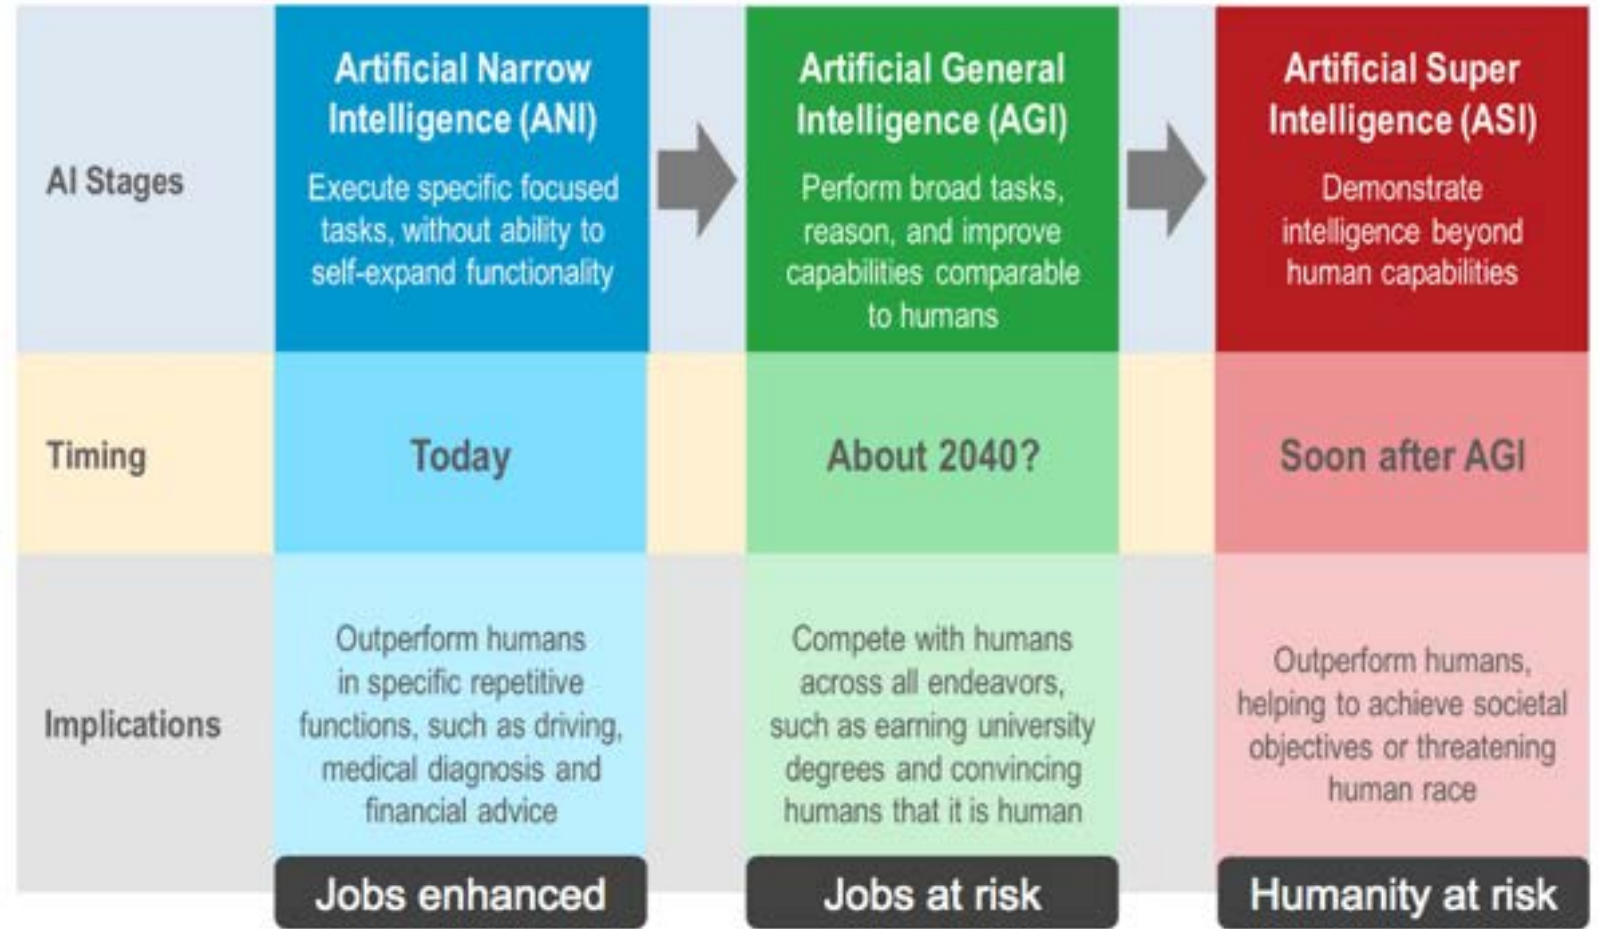 AI Stages
Artificial Narrow
Intelligence (ANI)
Execute specific focused
tasks, without ability to
self-expand functionality
Artificial General
Intelligence (AGI)
Perform broad tasks,
reason, and improve
capabilities comparable
to humans
Artificial Super
Intelligence (ASI)
Demonstrate
intelligence beyond
human capabilities
Timing
Today
About 2040?
Soon after AGI
Implications
Outperform humans
in specific repetitive
functions, such as driving,
medical diagnosis and
financial advice
Compete with humans
across all endeavors,
such as earning university
degrees and convincing
humans that it is human
Outperform humans,
helping to achieve societal
objectives or threatening
human race
Jobs enhanced
Jobs at risk
Humanity at risk